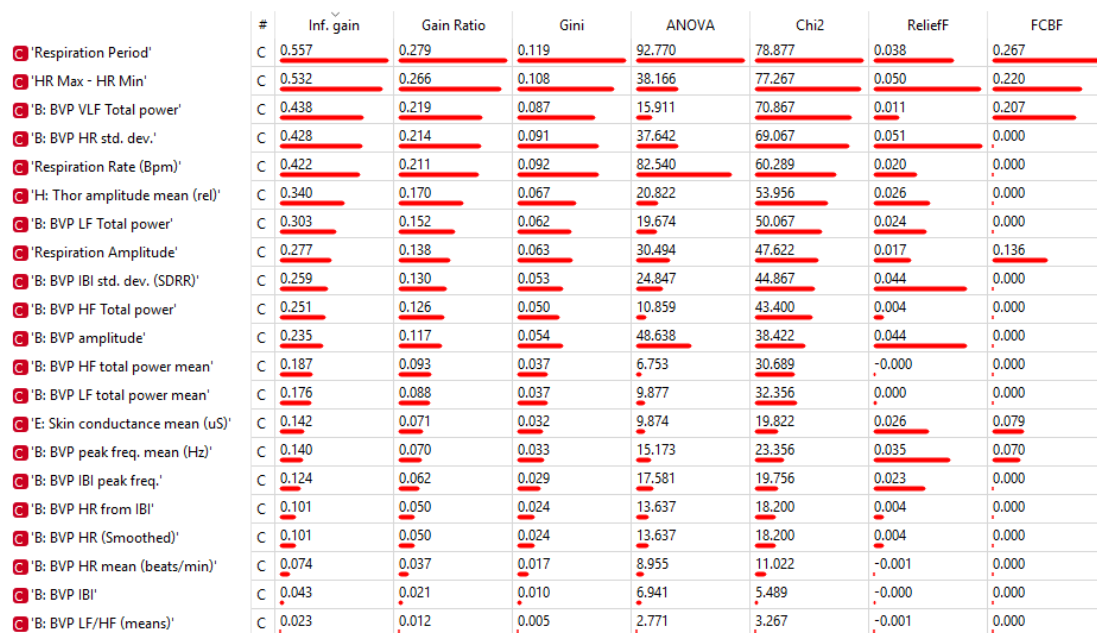 # Inf. gain Gain Ratio Gini ANOVA Chi2 ReliefF FCBF
C 'Respiration Period' C 0.557 0.279 0.119 92.770 78.877 0.038 0.267
C 'HR Max - HR Min' C 0.532 0.266 0.108 38.166 77.267 0.050 0.220
C 'B: BVP VLF Total power' C 0.438 0.219 0.087 15.911 70.867 0.011 0.207
C 'B: BVP HR std. dev.' C 0.428 0.214 0.091 37.642 69.067 0.051 0.000
C 'Respiration Rate (Bpm)' C 0.422 0.211 0.092 82.540 60.289 0.020 0.000
C 'H: Thor amplitude mean (rel)' C 0.340 0.170 0.067 20.822 53.956 0.026 0.000
C 'B: BVP LF Total power' C 0.303 0.152 0.062 19.674 50.067 0.024 0.000
C 'Respiration Amplitude' C 0.277 0.138 0.063 30.494 47.622 0.017 0.136
C 'B: BVP IBI std. dev. (SDRR)' C 0.259 0.130 0.053 24.847 44.867 0.044 0.000
C 'B: BVP HF Total power' C 0.251 0.126 0.050 10.859 43.400 0.004 0.000
C 'B: BVP amplitude' C 0.235 0.117 0.054 48.638 38.422 0.044 0.000
C 'B: BVP HF total power mean' C 0.187 0.093 0.037 6.753 30.689 -0.000 0.000
C 'B: BVP LF total power mean' C 0.176 0.088 0.037 9.877 32.356 0.000 0.000
C 'E: Skin conductance mean (uS)' C 0.142 0.071 0.032 9.874 19.822 0.026 0.079
C 'B: BVP peak freq. mean (Hz)' C 0.140 0.070 0.033 15.173 23.356 0.035 0.070
C 'B: BVP IBI peak freq.' C 0.124 0.062 0.029 17.581 19.756 0.023 0.000
C 'B: BVP HR from IBI' C 0.101 0.050 0.024 13.637 18.200 0.004 0.000
C 'B: BVP HR (Smoothed)' C 0.101 0.050 0.024 13.637 18.200 0.004 0.000
C 'B: BVP HR mean (beats/min)' C 0.074 0.037 0.017 8.955 11.022 -0.001 0.000
C 'B: BVP IBI' C 0.043 0.021 0.010 6.941 5.489 -0.000 0.000
C 'B: BVP LF/HF (means)' C 0.023 0.012 0.005 2.771 3.267 -0.001 0.000